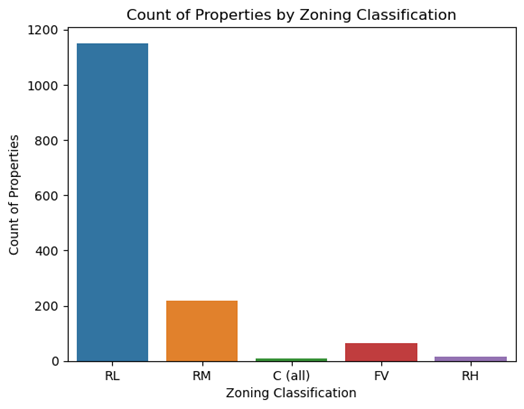 Count of Properties by Zoning Classification
1200
1000
800
600
400
200
0
Count of Properties
RL RM C (all) FV RH
Zoning Classification